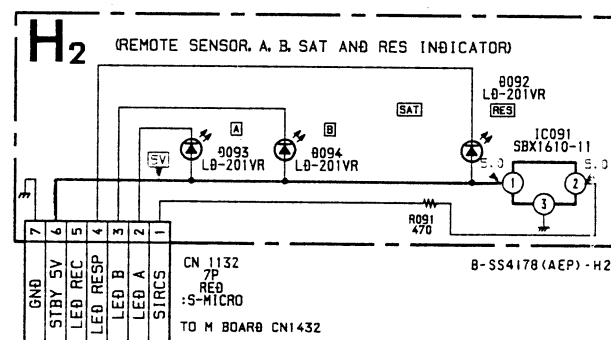 H2 (REMOTE SENSOR. A. B. SAT AND RES INDICATOR)
D092
LD-201VR
SAT
RES
IC091
SBX1610-11
A
B
5V
D093
LD-201VR
D094
LD-201VR
5.0
5.0
1
2
3
R091
470
7 6 5 4 3 2 1
GND
STBY 5V
LED REC
LED RESP
LED B
LED A
SIRCS
CN 1132
7P
RED
:S-MICRO
TO M BOARD CN1432
B-SS4178(AEP)-H2